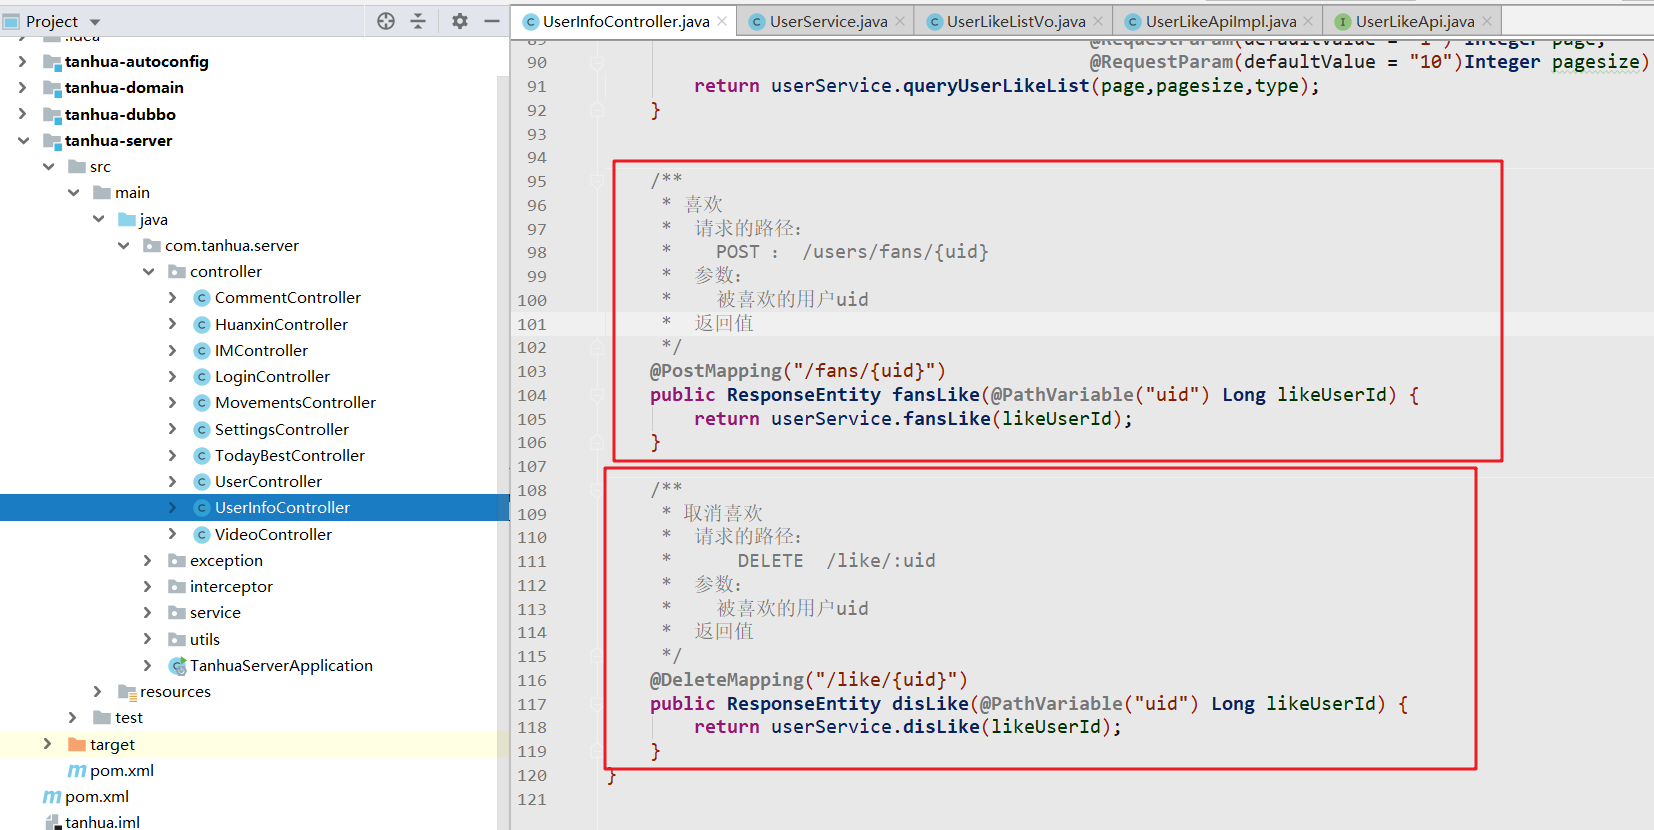 Project
.idea
tanhua-autoconfig
tanhua-domain
tanhua-dubbo
tanhua-server
src
main
java
com.tanhua.server
controller
CommentController
HuanxinController
IMController
LoginController
MovementsController
SettingsController
TodayBestController
UserController
UserInfoController
VideoController
exception
interceptor
service
utils
TanhuaServerApplication
resources
test
target
pom.xml
pom.xml
tanhua.iml
UserInfoController.java UserService.java UserLikeListVo.java UserLikeApiImpl.java UserLikeApi.java
89 @RequestParam(defaultValue = "1") Integer page,
90 @RequestParam(defaultValue = "10")Integer pagesize)
91 return userService.queryUserLikeList(page,pagesize,type);
92 }
93
94
95 /**
96 * 喜欢
97 * 请求的路径：
98 * POST : /users/fans/{uid}
99 * 参数：
100 * 被喜欢的用户uid
101 * 返回值
102 */
103 @PostMapping("/fans/{uid}")
104 public ResponseEntity fansLike(@PathVariable("uid") Long likeUserId) {
105 return userService.fansLike(likeUserId);
106 }
107
108 /**
109 * 取消喜欢
110 * 请求的路径：
111 * DELETE /like/:uid
112 * 参数：
113 * 被喜欢的用户uid
114 * 返回值
115 */
116 @DeleteMapping("/like/{uid}")
117 public ResponseEntity disLike(@PathVariable("uid") Long likeUserId) {
118 return userService.disLike(likeUserId);
119 }
120 }
121